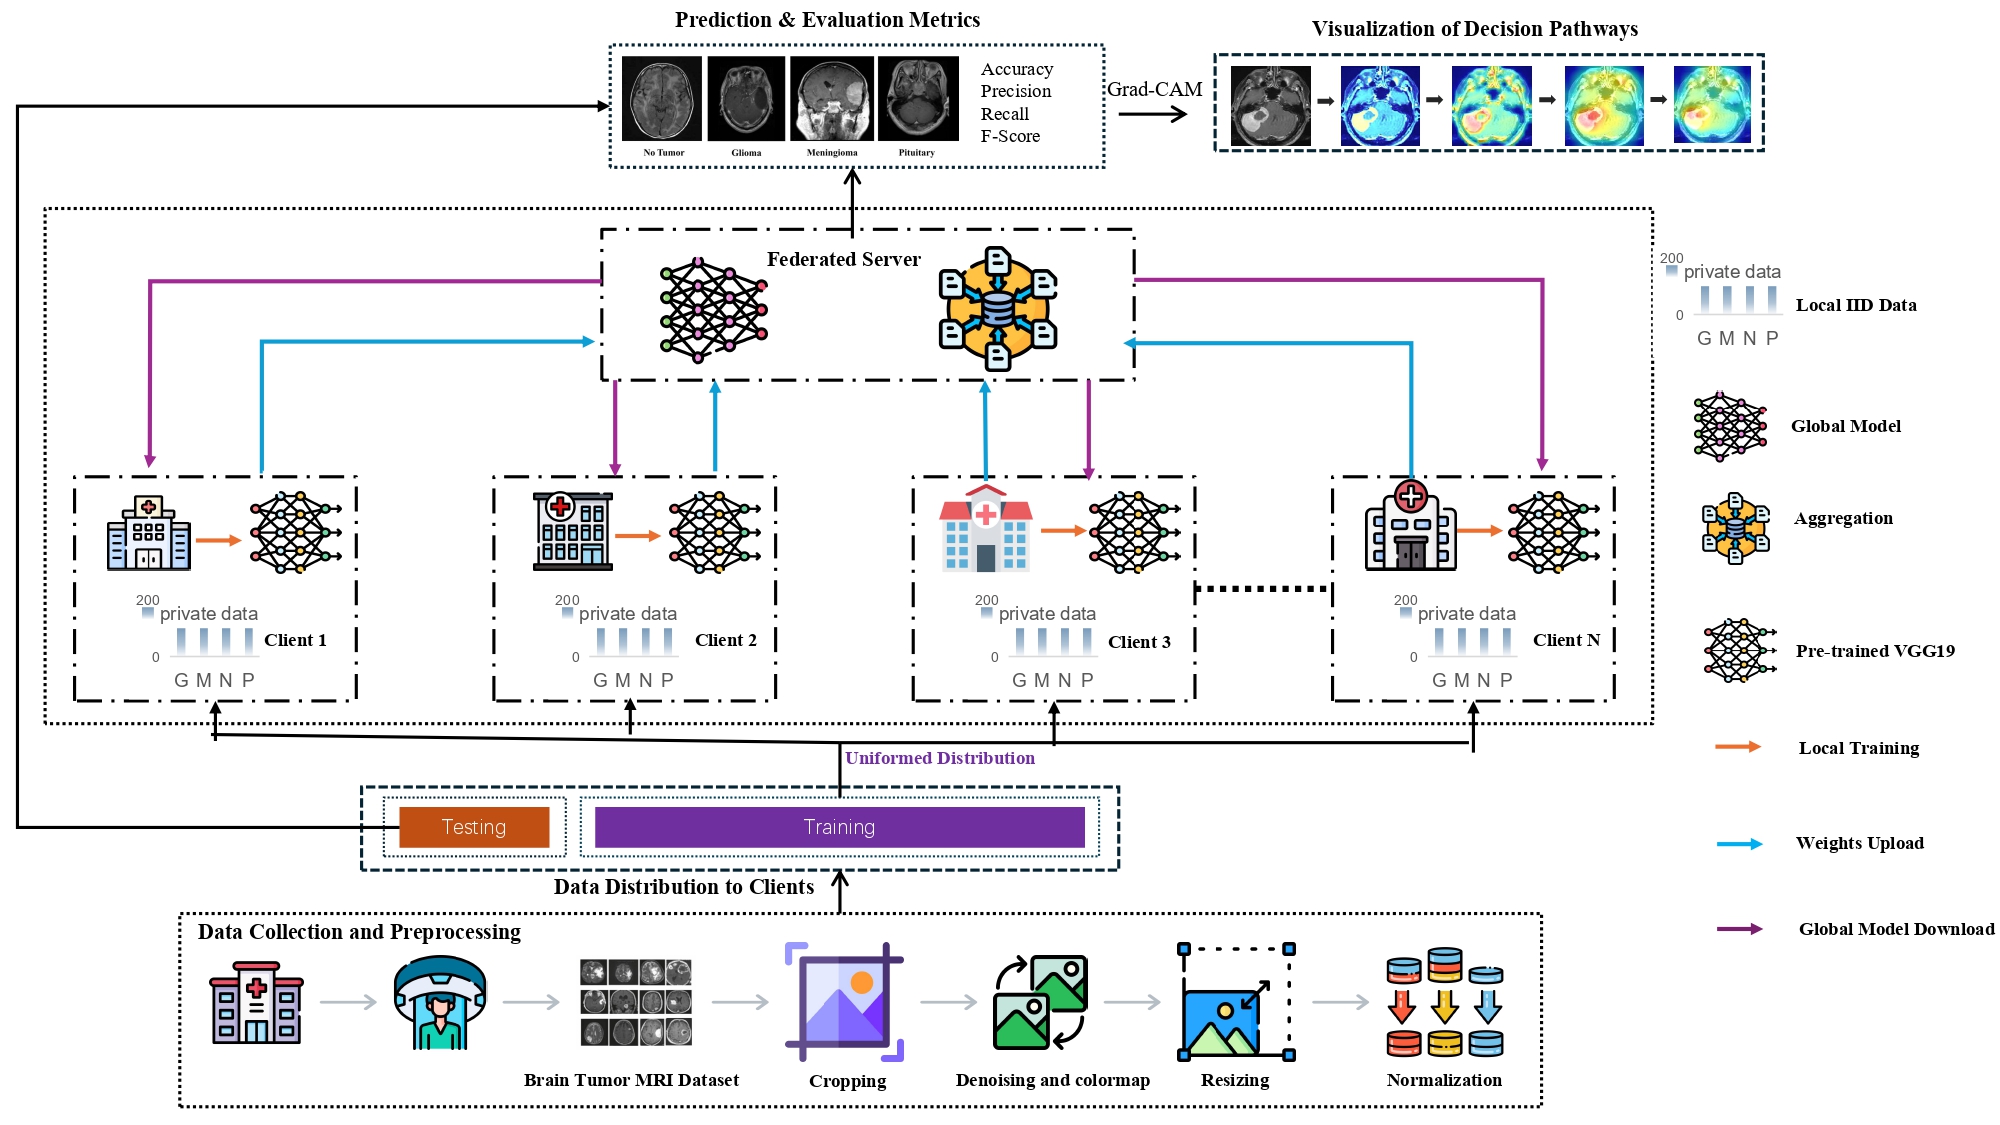 Prediction & Evaluation Metrics
Visualization of Decision Pathways
Accuracy
Precision
Recall
F-Score
No Tumor
Glioma
Meningioma
Pituitary
Grad-CAM
Federated Server
200
private data
0
G M N P
Local IID Data
Global Model
Aggregation
Pre-trained VGG19
Local Training
Weights Upload
Global Model Download
200
private data
0
G M N P
Client 1
200
private data
0
G M N P
Client 2
200
private data
0
G M N P
Client 3
200
private data
0
G M N P
Client N
Uniformed Distribution
Testing
Training
Data Distribution to Clients
Data Collection and Preprocessing
Brain Tumor MRI Dataset
Cropping
Denoising and colormap
Resizing
Normalization